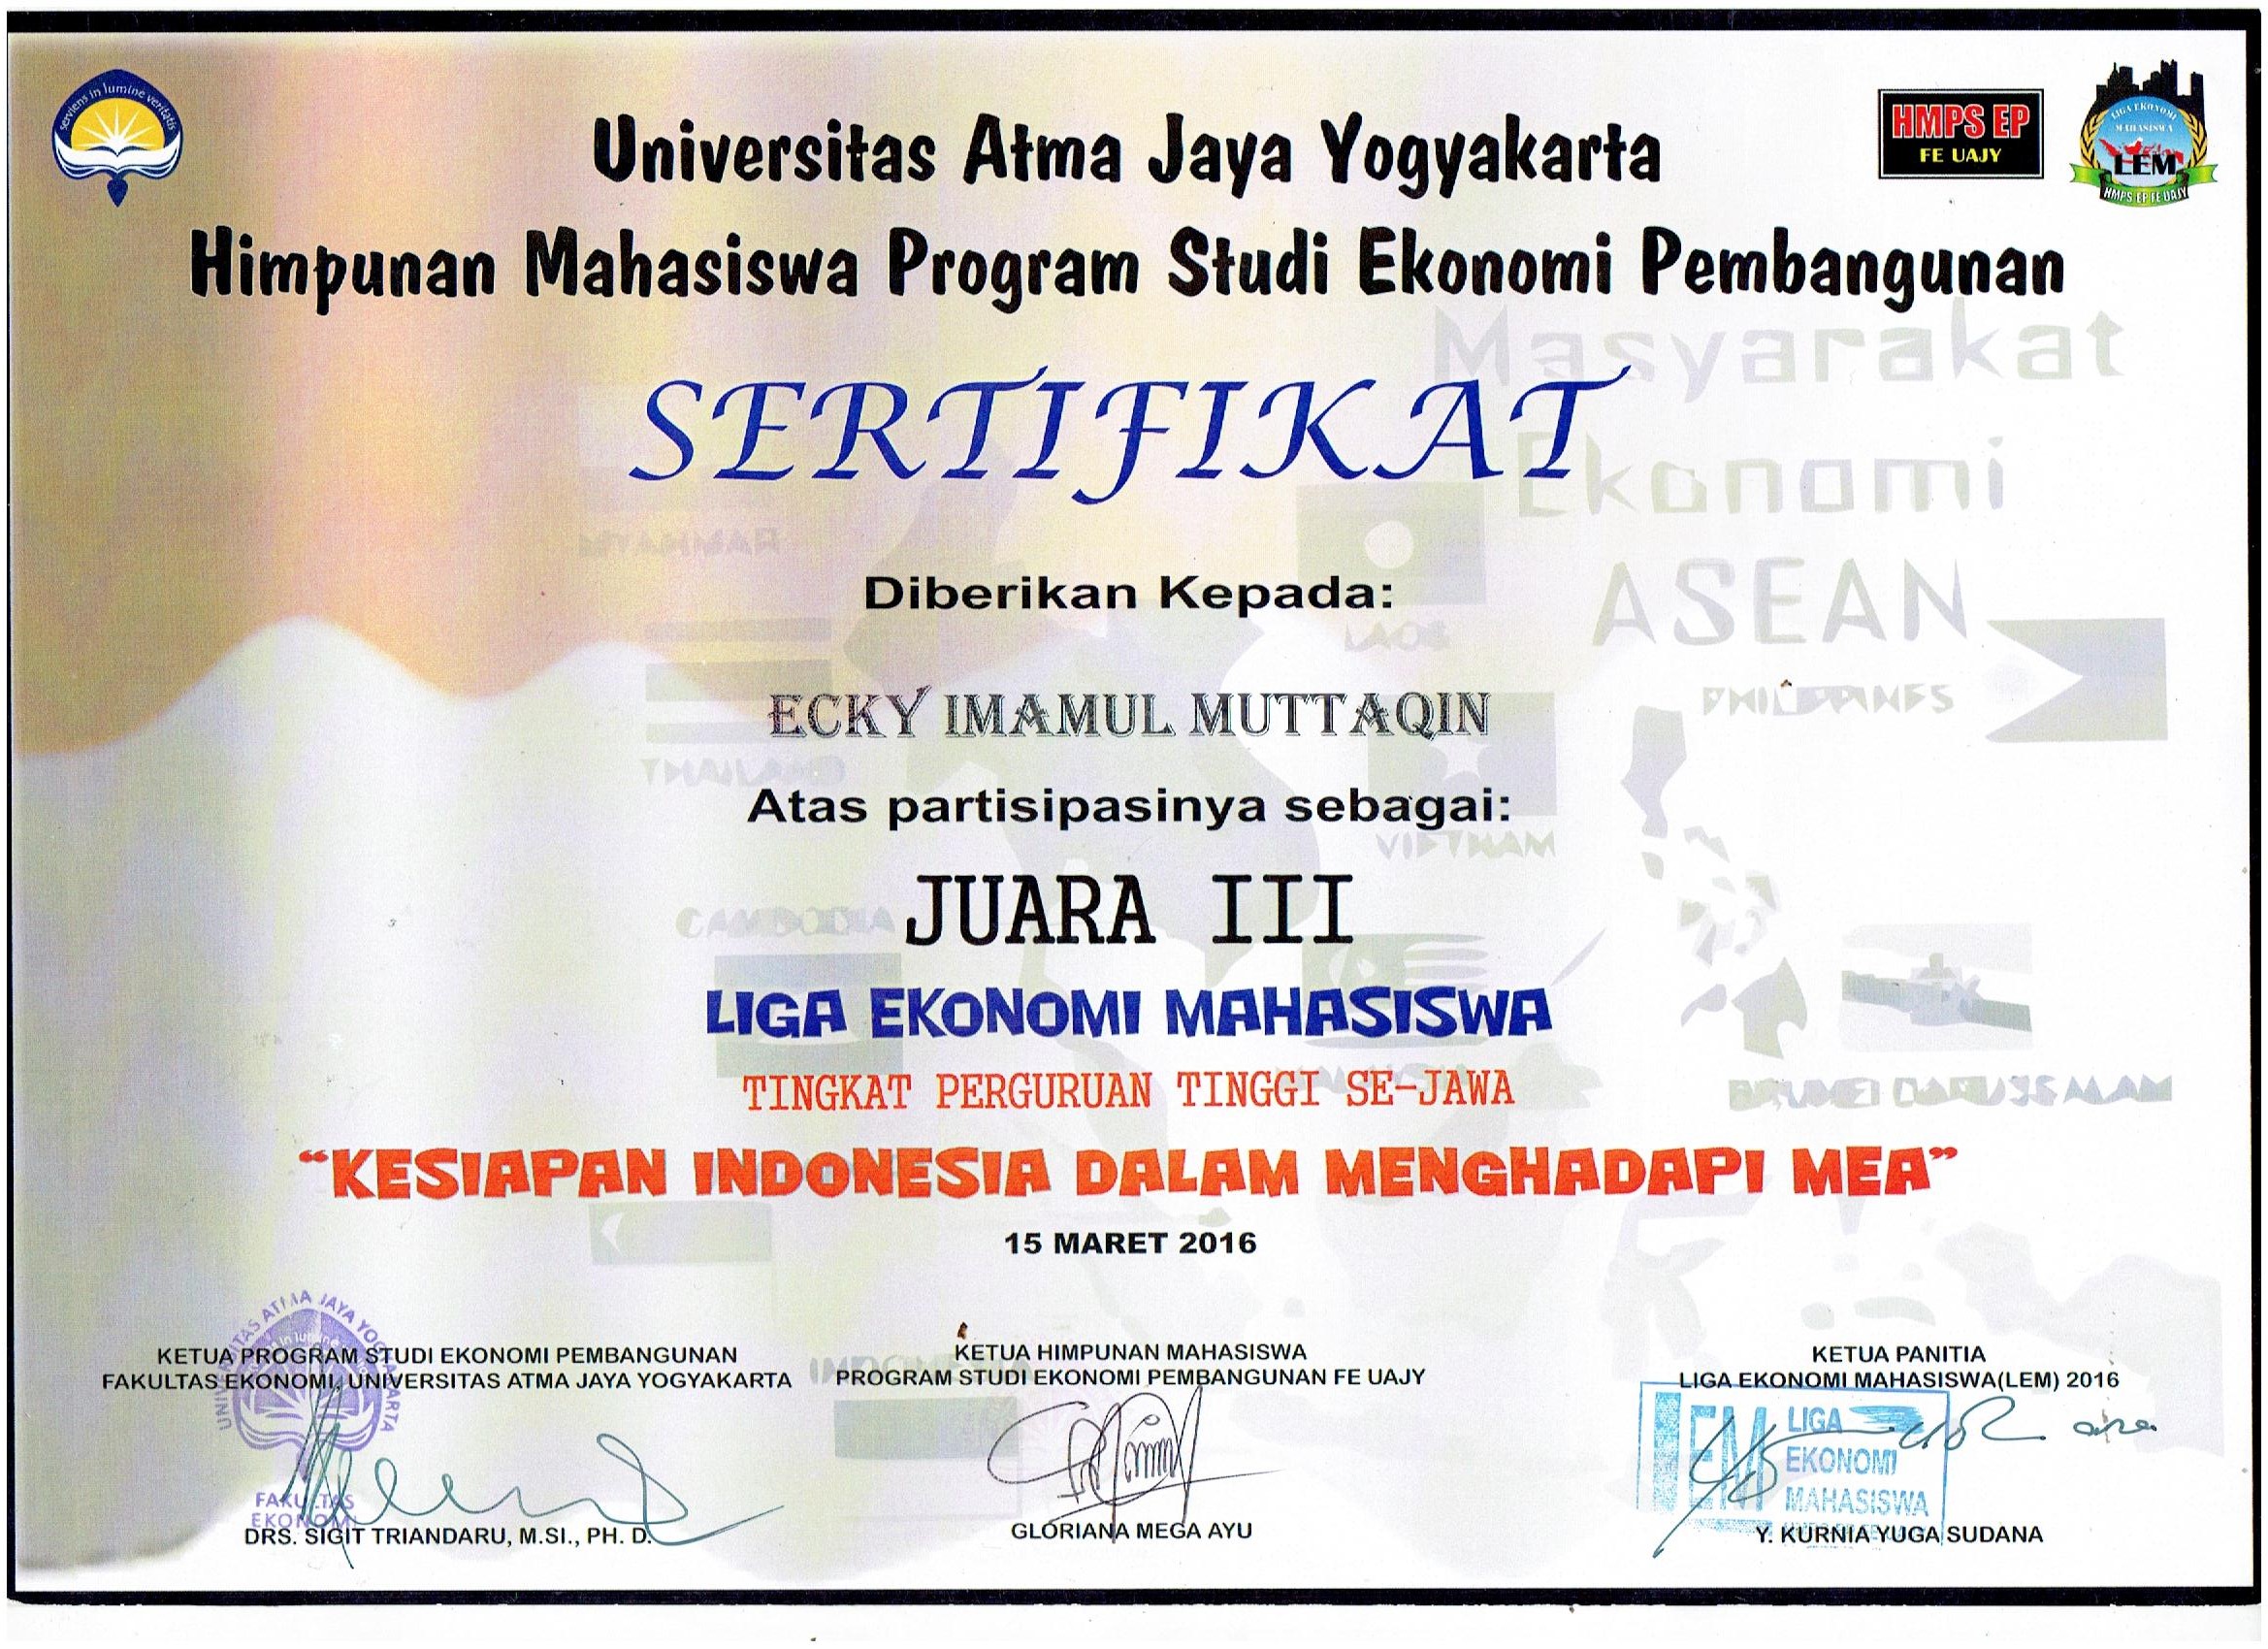 serviens in lumine veritatis
HMPS EP
FE UAJY
LIGA EKONOMI
MAHASISWA
LEM
HMPS EP FE UAJY
Universitas Atma Jaya Yogyakarta
Himpunan Mahasiswa Program Studi Ekonomi Pembangunan
Masyarakat
Ekonomi
ASEAN
SERTIFIKAT
Diberikan Kepada:
LAOS
PHILIPPINES
ECKY IMAMUL MUTTAQIN
THAILAND
Atas partisipasinya sebagai:
VIETNAM
CAMBODIA
JUARA III
LIGA EKONOMI MAHASISWA
TINGKAT PERGURUAN TINGGI SE-JAWA
BRUNEI DARUSSALAM
“KESIAPAN INDONESIA DALAM MENGHADAPI MEA”
15 MARET 2016
KETUA PROGRAM STUDI EKONOMI PEMBANGUNAN
FAKULTAS EKONOMI, UNIVERSITAS ATMA JAYA YOGYAKARTA
UNIVERSITAS ATMA JAYA YOGYAKARTA
FAKULTAS
EKONOMI
DRS. SIGIT TRIANDARU, M.SI., PH. D.
INDONESIA
KETUA HIMPUNAN MAHASISWA
PROGRAM STUDI EKONOMI PEMBANGUNAN FE UAJY
GLORIANA MEGA AYU
KETUA PANITIA
LIGA EKONOMI MAHASISWA(LEM) 2016
LEM
LIGA
EKONOMI
MAHASISWA
Y. KURNIA YUGA SUDANA